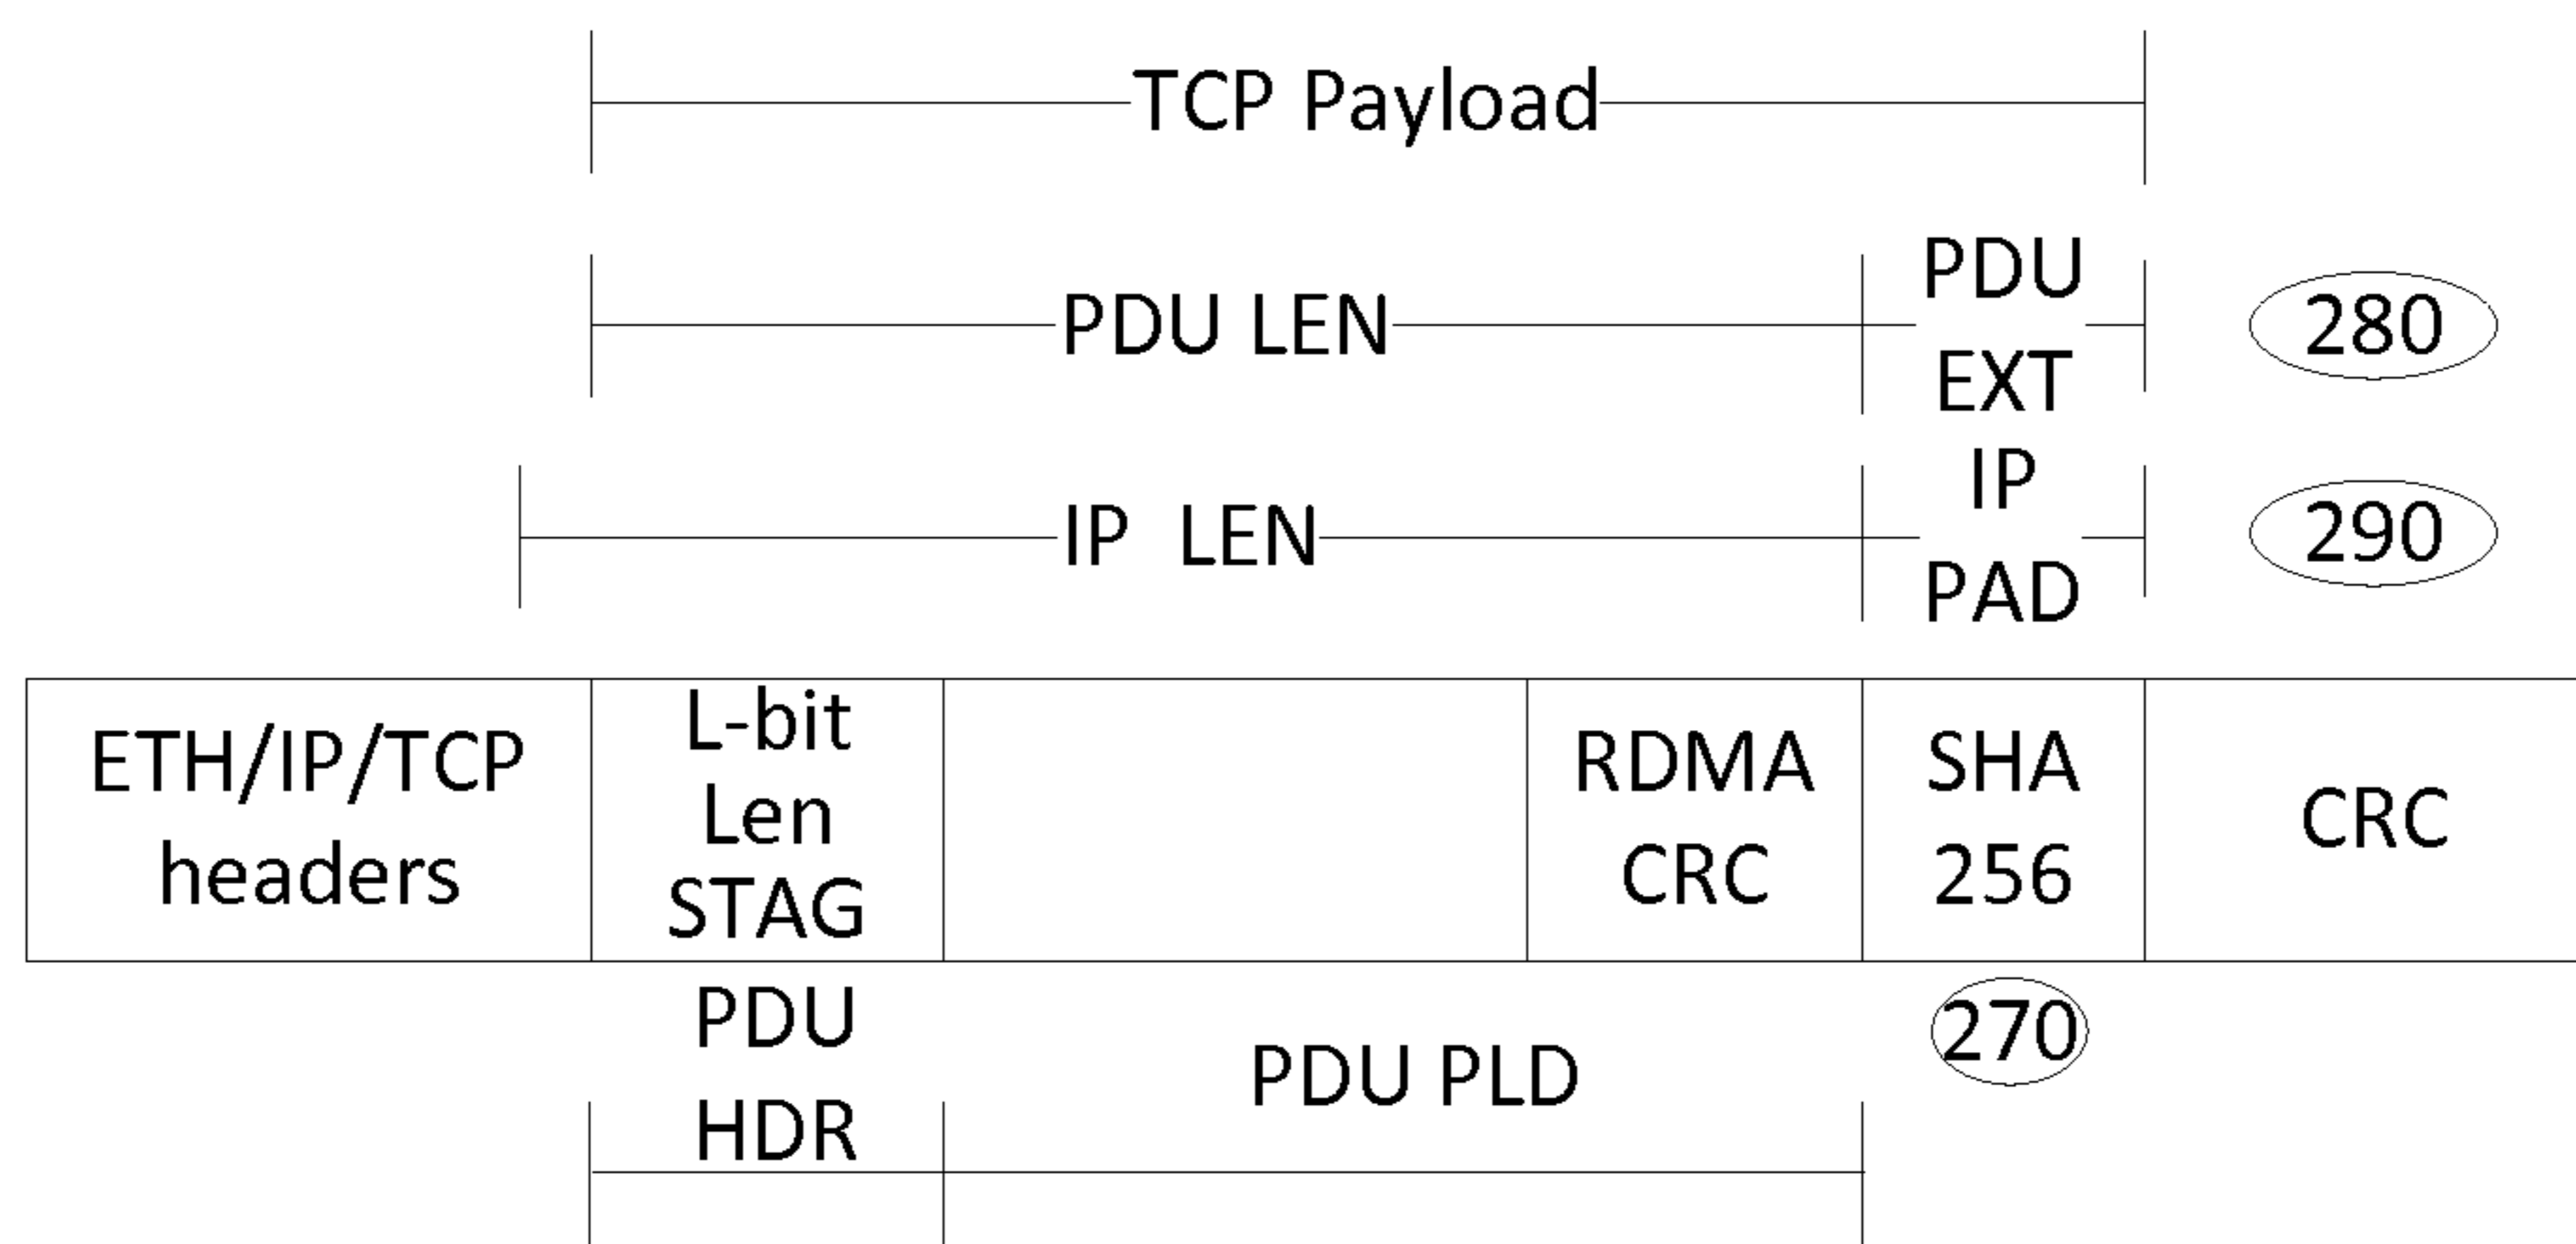 TCP Payload
PDU LEN
PDU
EXT
280
IP  LEN
IP
PAD
290
ETH/IP/TCP
headers
L-bit
Len
STAG
RDMA
CRC
SHA
256
CRC
PDU
HDR
PDU PLD
270